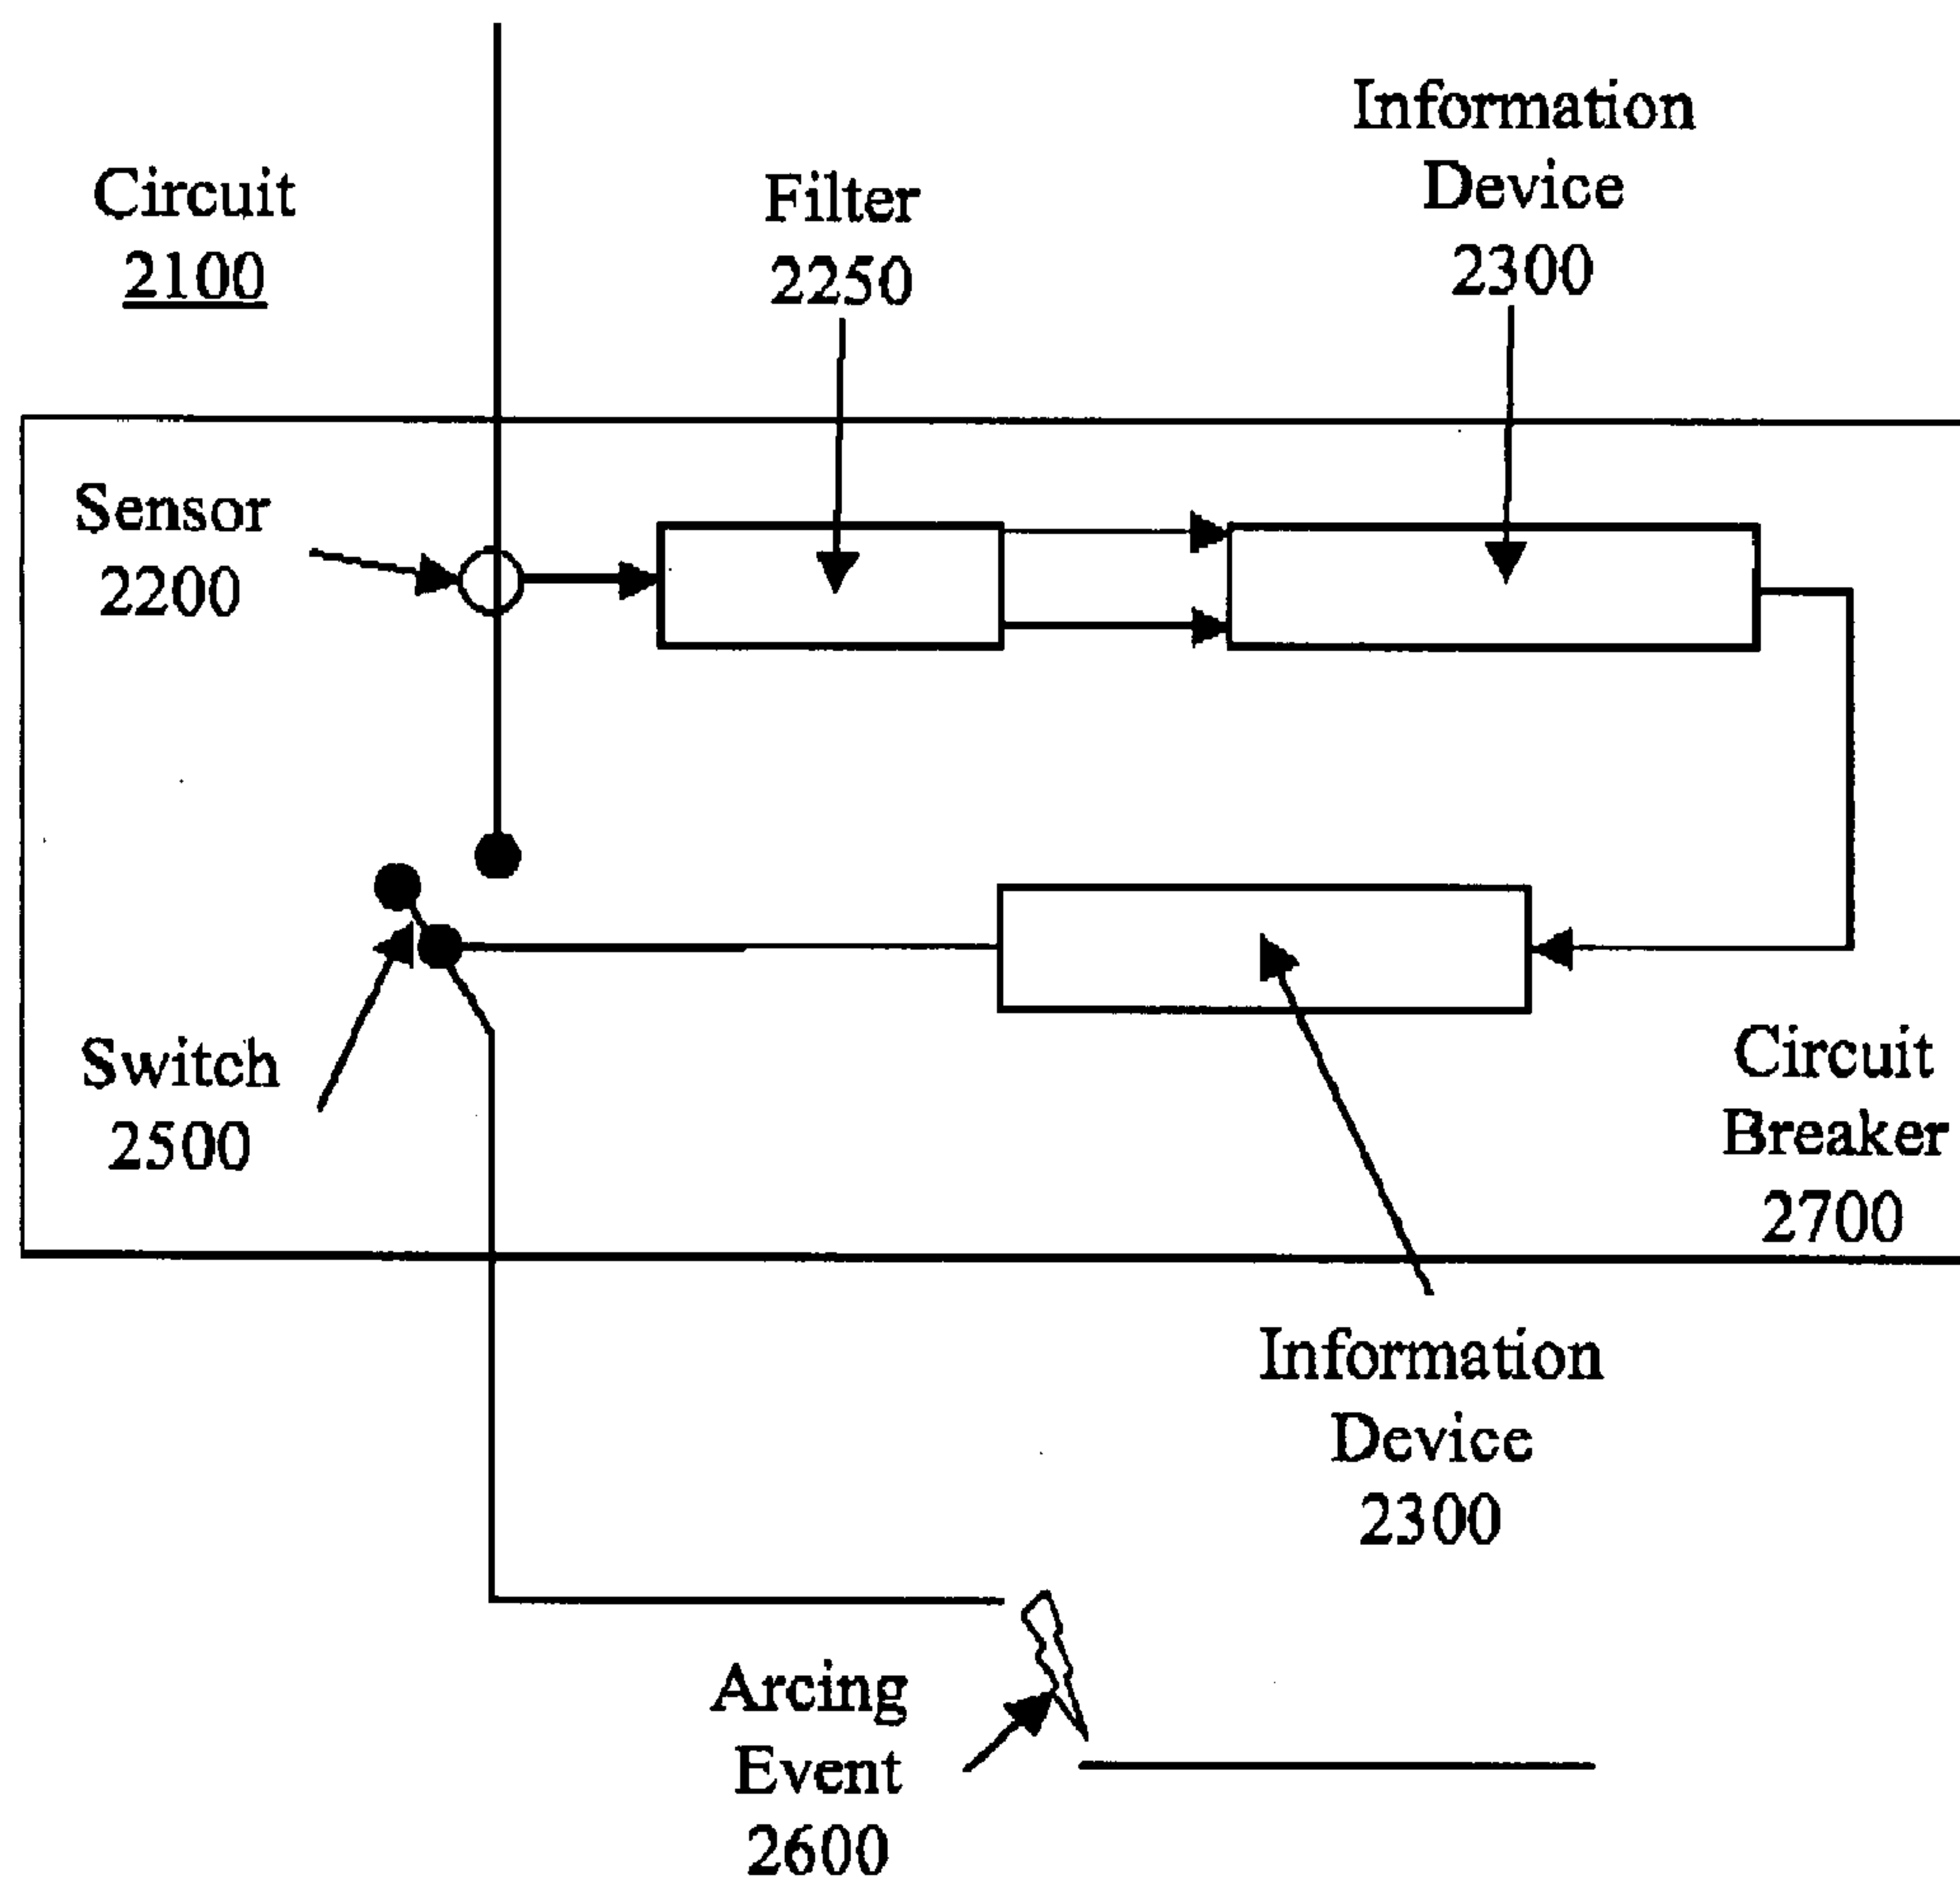 Circuit
2100
Filter
2250
Information
Device
2300
Sensor
2200
Switch
2500
Circuit
Breaker
2700
Information
Device
2300
Arcing
Event
2600